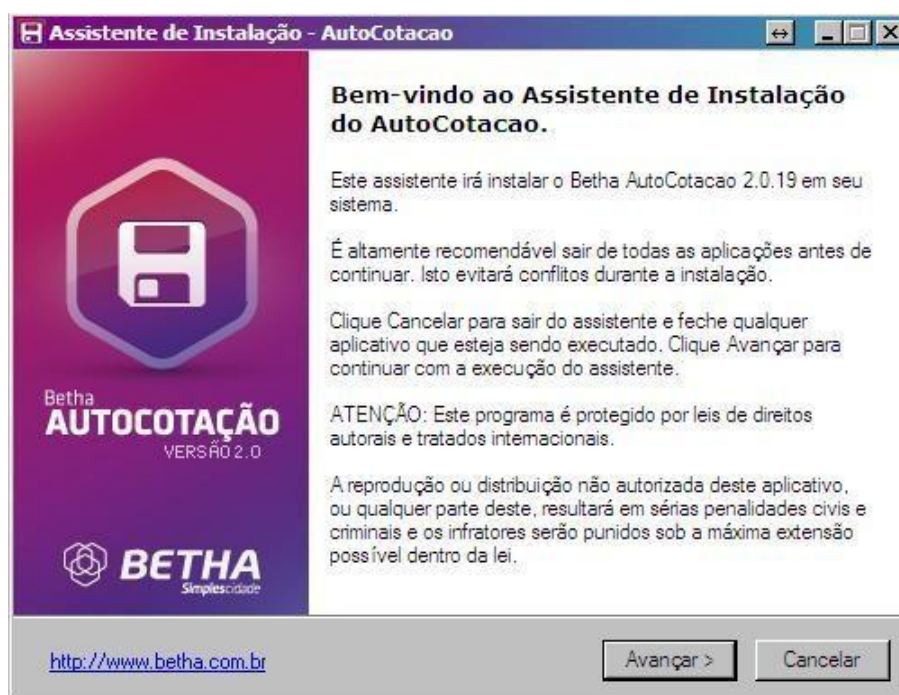 Assistente de Instalação - AutoCotacao
Bem-vindo ao Assistente de Instalação
do AutoCotacao.
Este assistente irá instalar o Betha AutoCotacao 2.0.19 em seu
sistema.
É altamente recomendável sair de todas as aplicações antes de
continuar. Isto evitará conflitos durante a instalação.
Clique Cancelar para sair do assistente e feche qualquer
aplicativo que esteja sendo executado. Clique Avançar para
continuar com a execução do assistente.
ATENÇÃO: Este programa é protegido por leis de direitos
autorais e tratados internacionais.
A reprodução ou distribuição não autorizada deste aplicativo,
ou qualquer parte deste, resultará em sérias penalidades civis e
criminais e os infratores serão punidos sob a máxima extensão
possível dentro da lei.
Betha
AUTOCOTAÇÃO
VERSÃO 2.0
BETHA
Simplescidade
http://www.betha.com.br
Avançar >
Cancelar